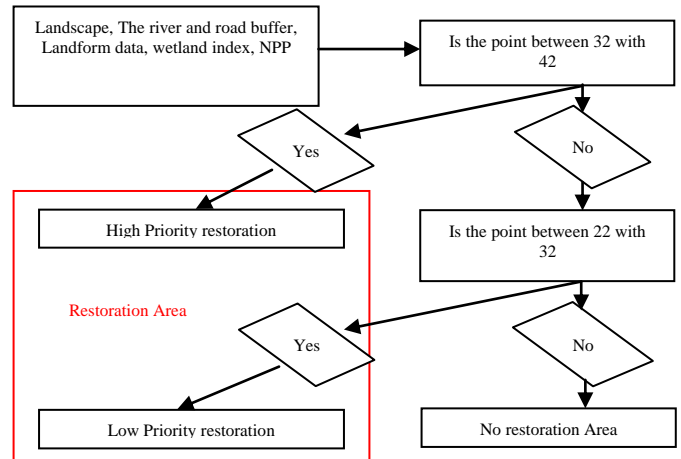 Landscape, The river and road buffer,
Landform data, wetland index, NPP
Is the point between 32 with
42
Yes
No
High Priority restoration
Is the point between 22 with
32
Restoration Area
Yes
No
Low Priority restoration
No restoration Area